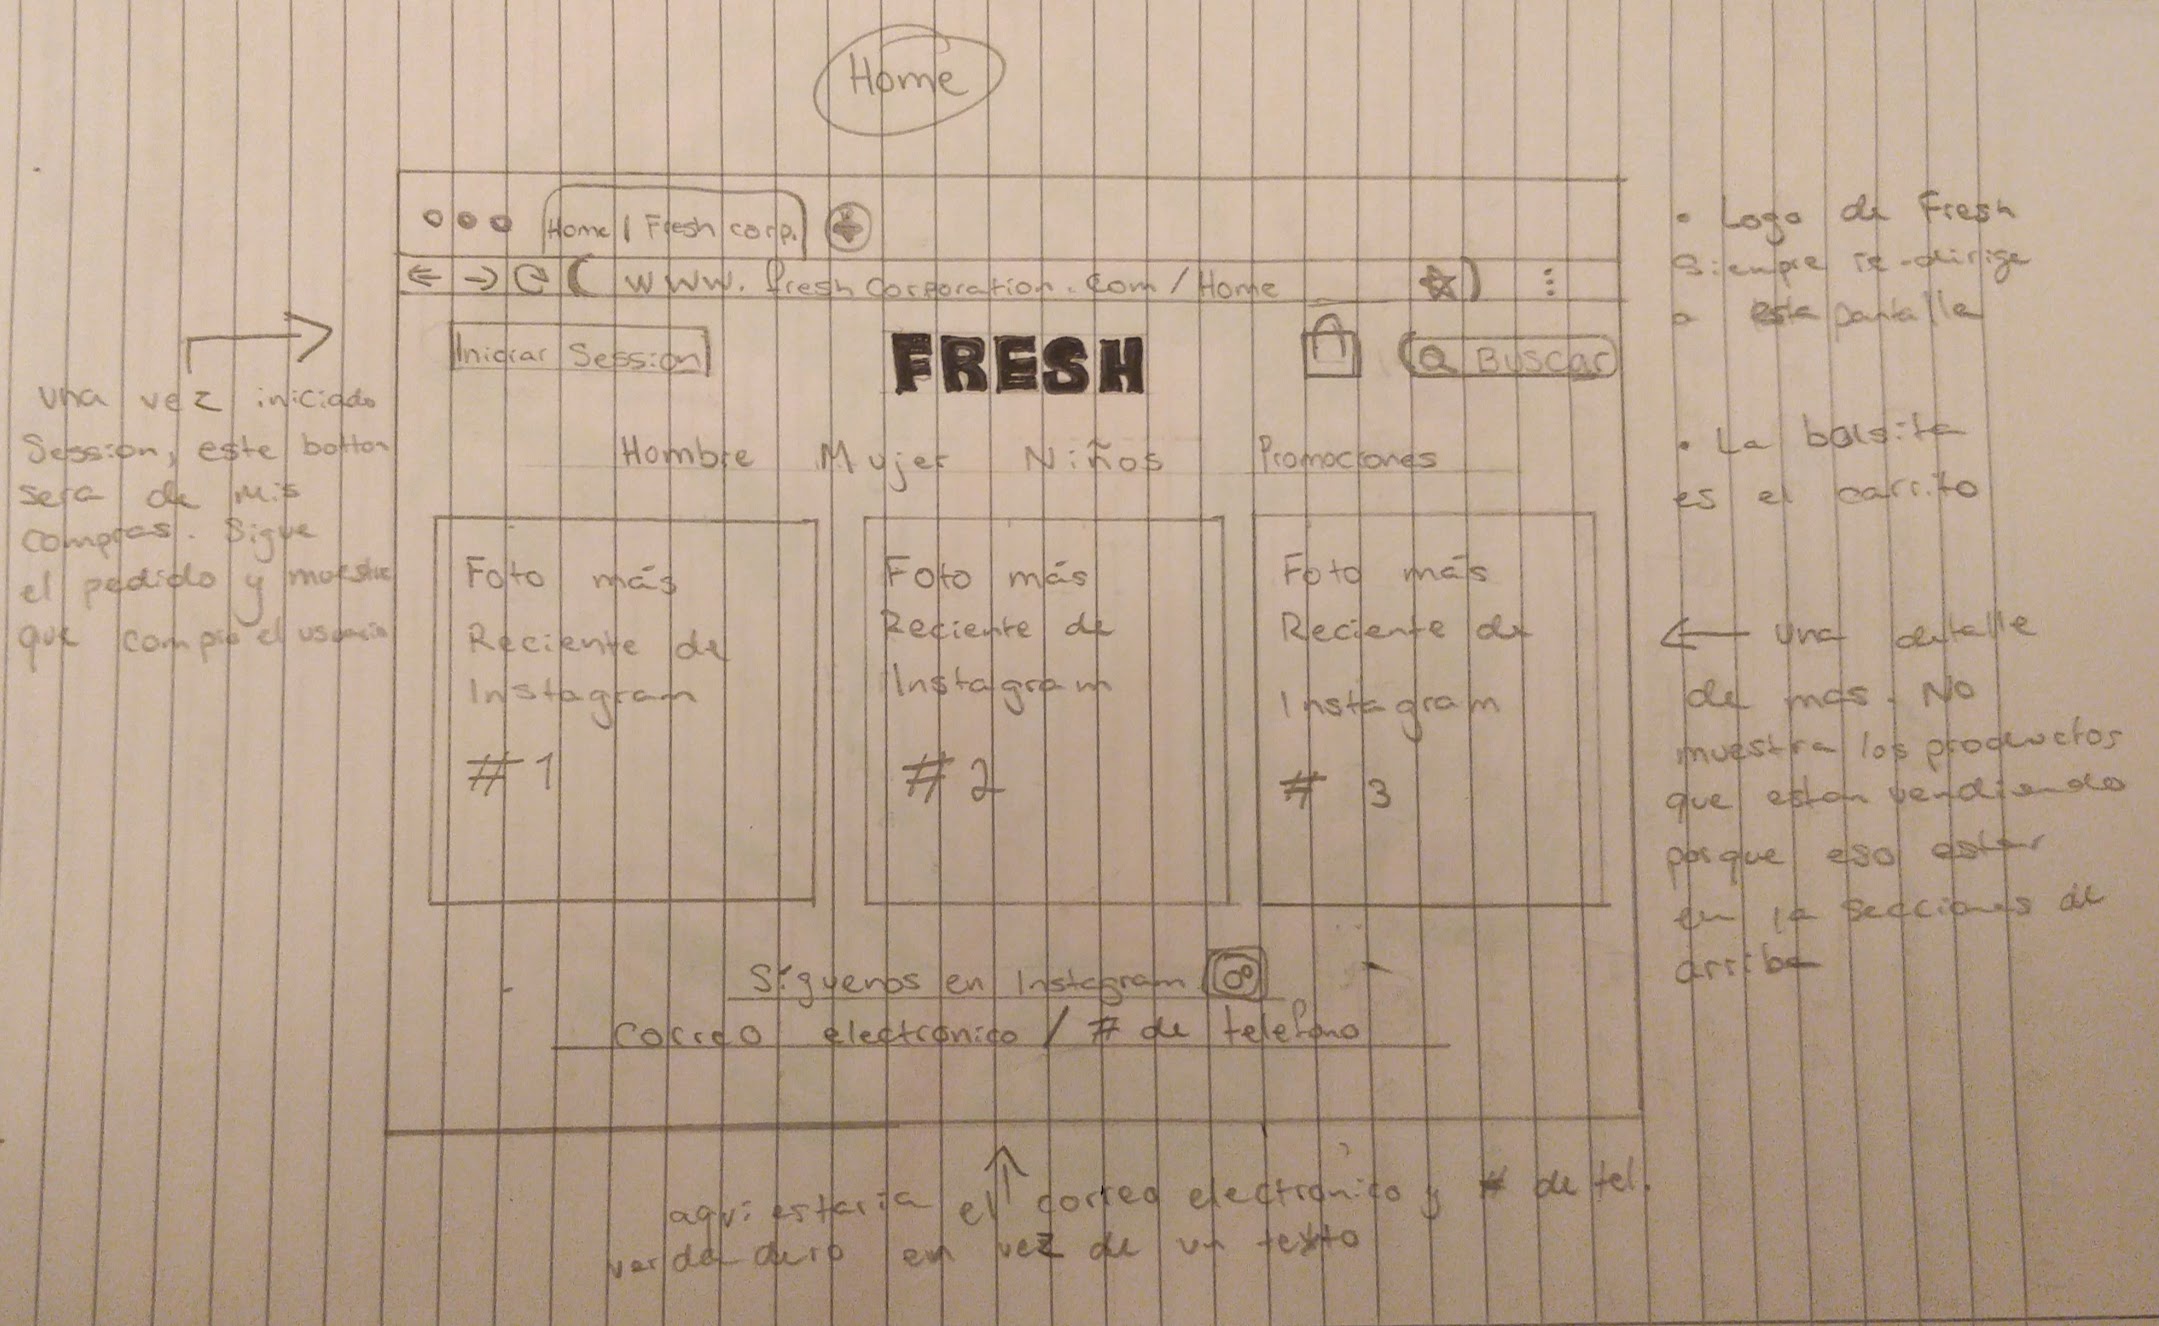 Home
Home | Fresh corp.
www.freshcorporation.com/Home
Iniciar Session
FRESH
Buscar
Hombre Mujer Niños Promociones
Foto más
Reciente de
Instagram
#1
Foto más
Reciente de
Instagram
#2
Foto más
Reciente de
Instagram
# 3
Síguenos en Instagram
Correo electronico / # de telefono
una vez iniciado
Session, este botton
sera de Mis
compras. Sigue
el pedido y muestra
que compro el usuario
• Logo de Fresh
Siempre re-dirige
a esta pantalla
• La bolsita
es el carrito
una detalle
de mas. No
muestra los productos
que estan vendiendo
porque eso estar
en la secciones de
arriba
aqui estaria el correo electronico y # de tel.
verdadero en vez de un texto